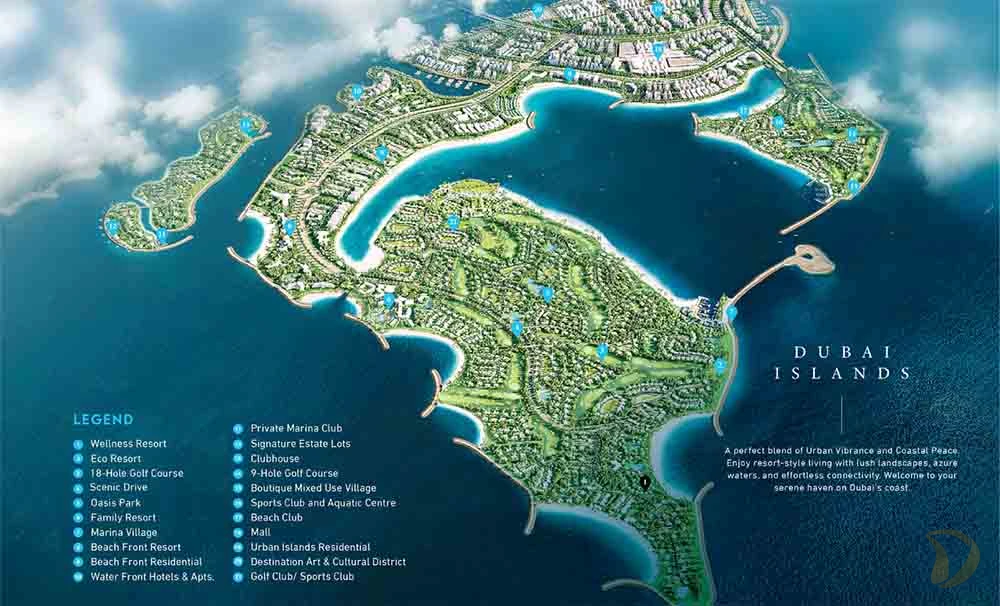 DUBAI
ISLANDS
A perfect blend of Urban Vibrance and Coastal Peace.
Enjoy resort-style living with lush landscapes, azure
waters, and effortless connectivity. Welcome to your
serene haven on Dubai's coast.
LEGEND
Wellness Resort
Eco Resort
18-Hole Golf Course
Scenic Drive
Oasis Park
Family Resort
Marina Village
Beach Front Resort
Beach Front Residential
Water Front Hotels & Apts.
Private Marina Club
Signature Estate Lots
Clubhouse
9-Hole Golf Course
Boutique Mixed Use Village
Sports Club and Aquatic Centre
Beach Club
Mall
Urban Islands Residential
Destination Art & Cultural District
Golf Club/ Sports Club